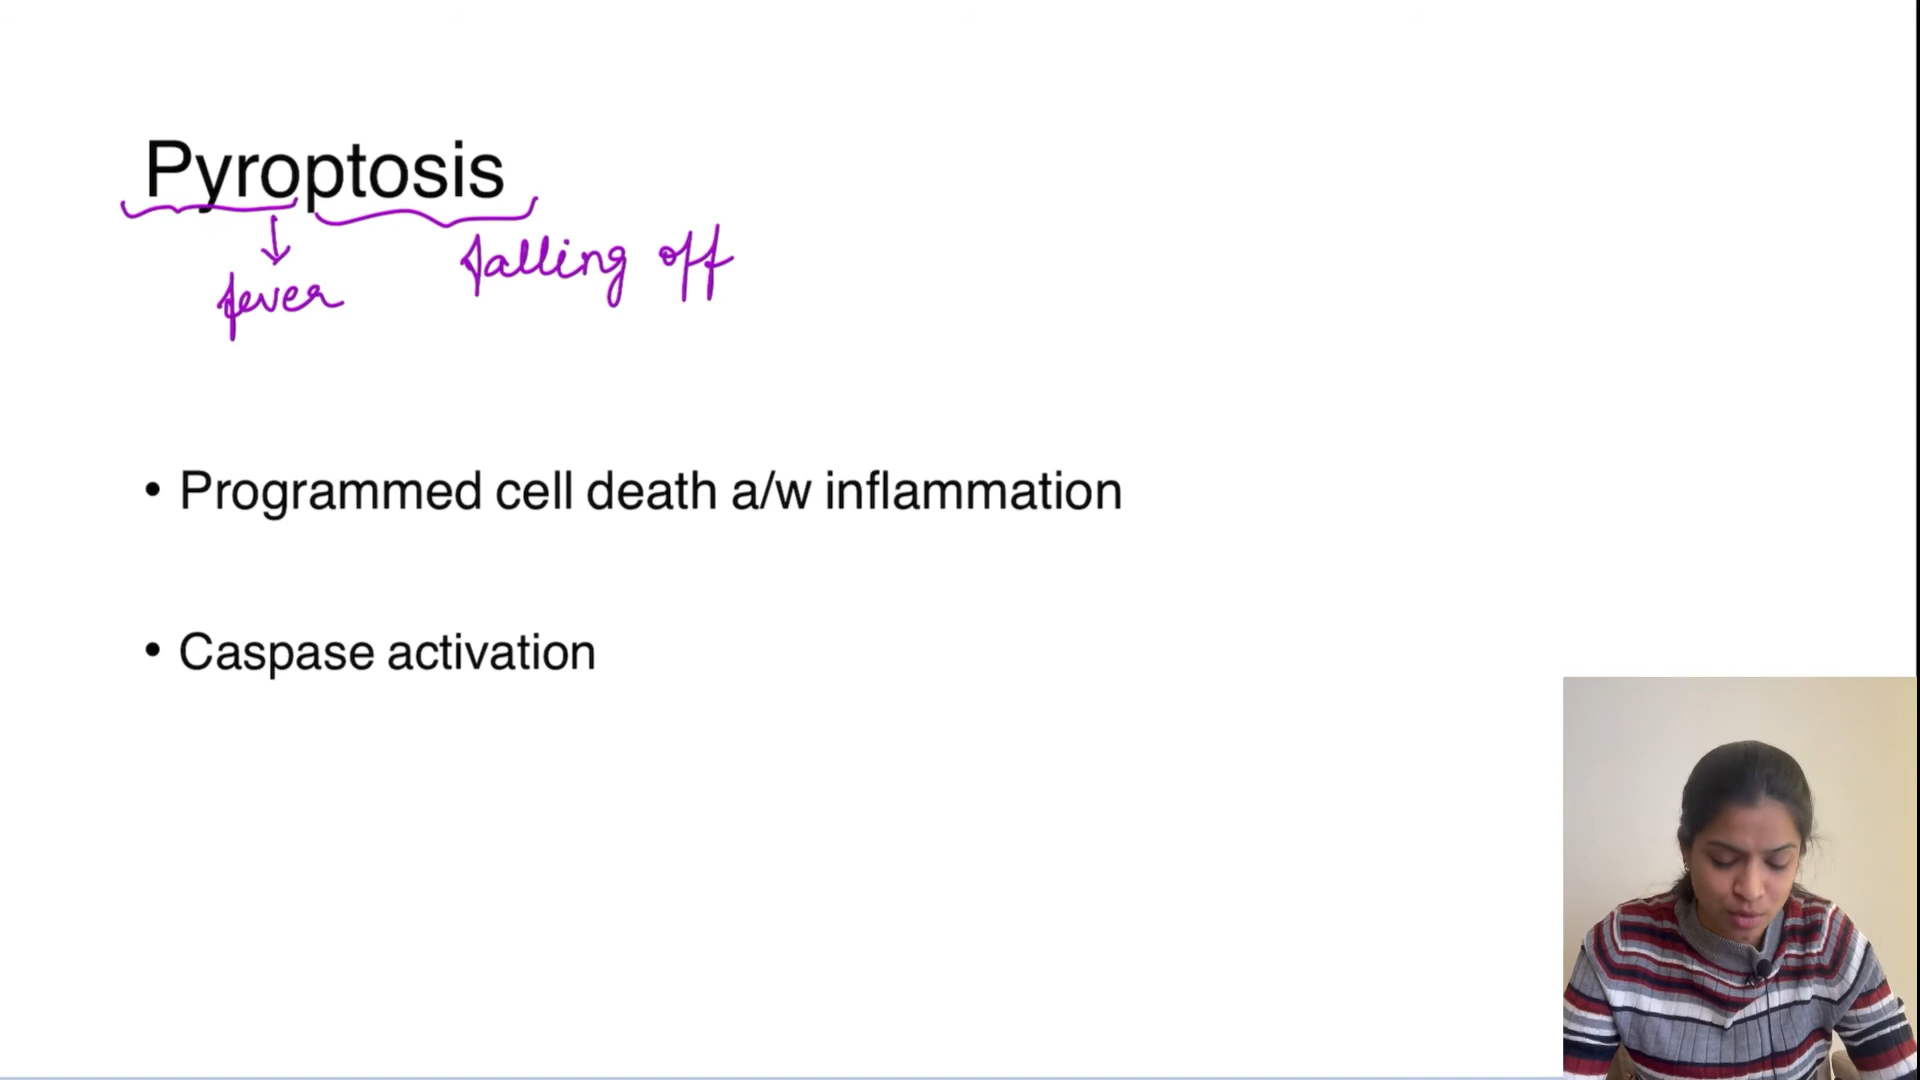 Pyroptosis
fever
falling off
• Programmed cell death a/w inflammation
• Caspase activation